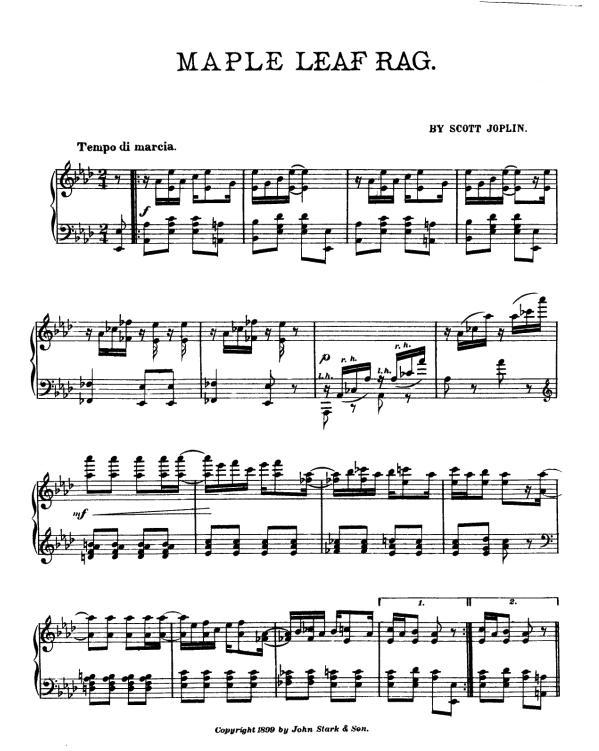 MAPLE LEAF RAG.
BY SCOTT JOPLIN.
Tempo di marcia.
f
p
r. h.
r. h.
l.h.
l.h.
mf
1.
2.
Copyright 1899 by John Stark & Son.